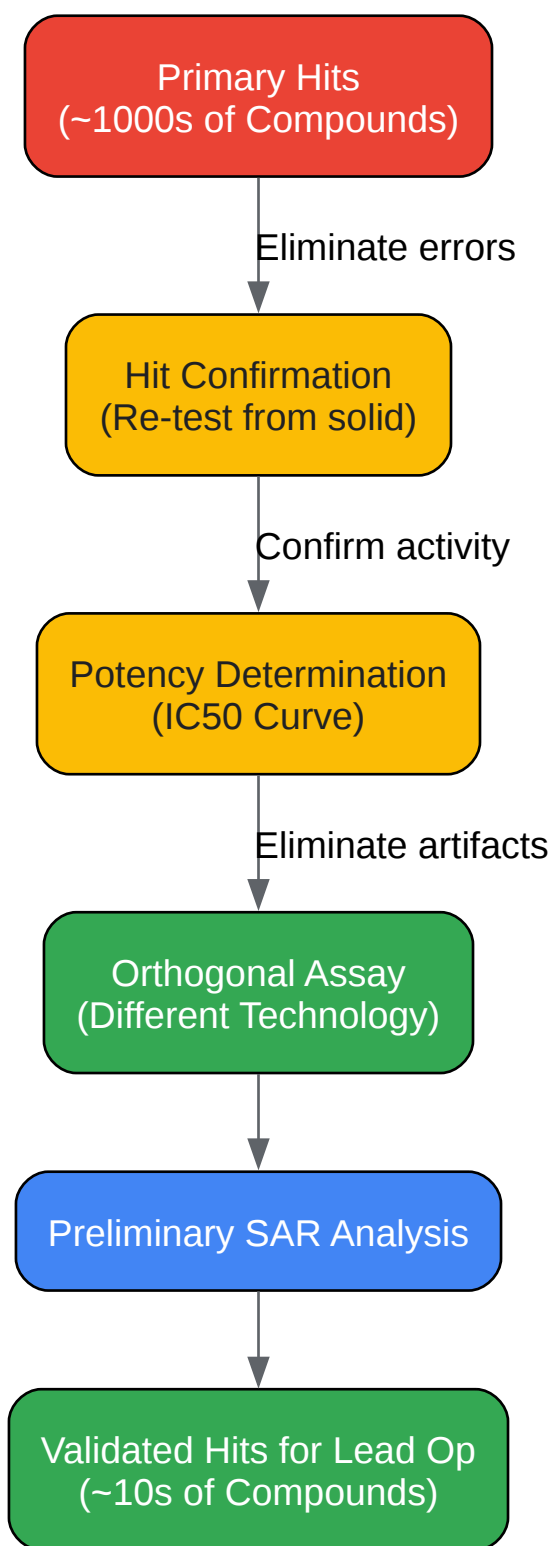 Primary Hits
(~1000s of Compounds)
Eliminate errors
Hit Confirmation
(Re-test from solid)
Confirm activity
Potency Determination
(IC50 Curve)
Eliminate artifacts
Orthogonal Assay
(Different Technology)
Preliminary SAR Analysis
Validated Hits for Lead Op
(~10s of Compounds)